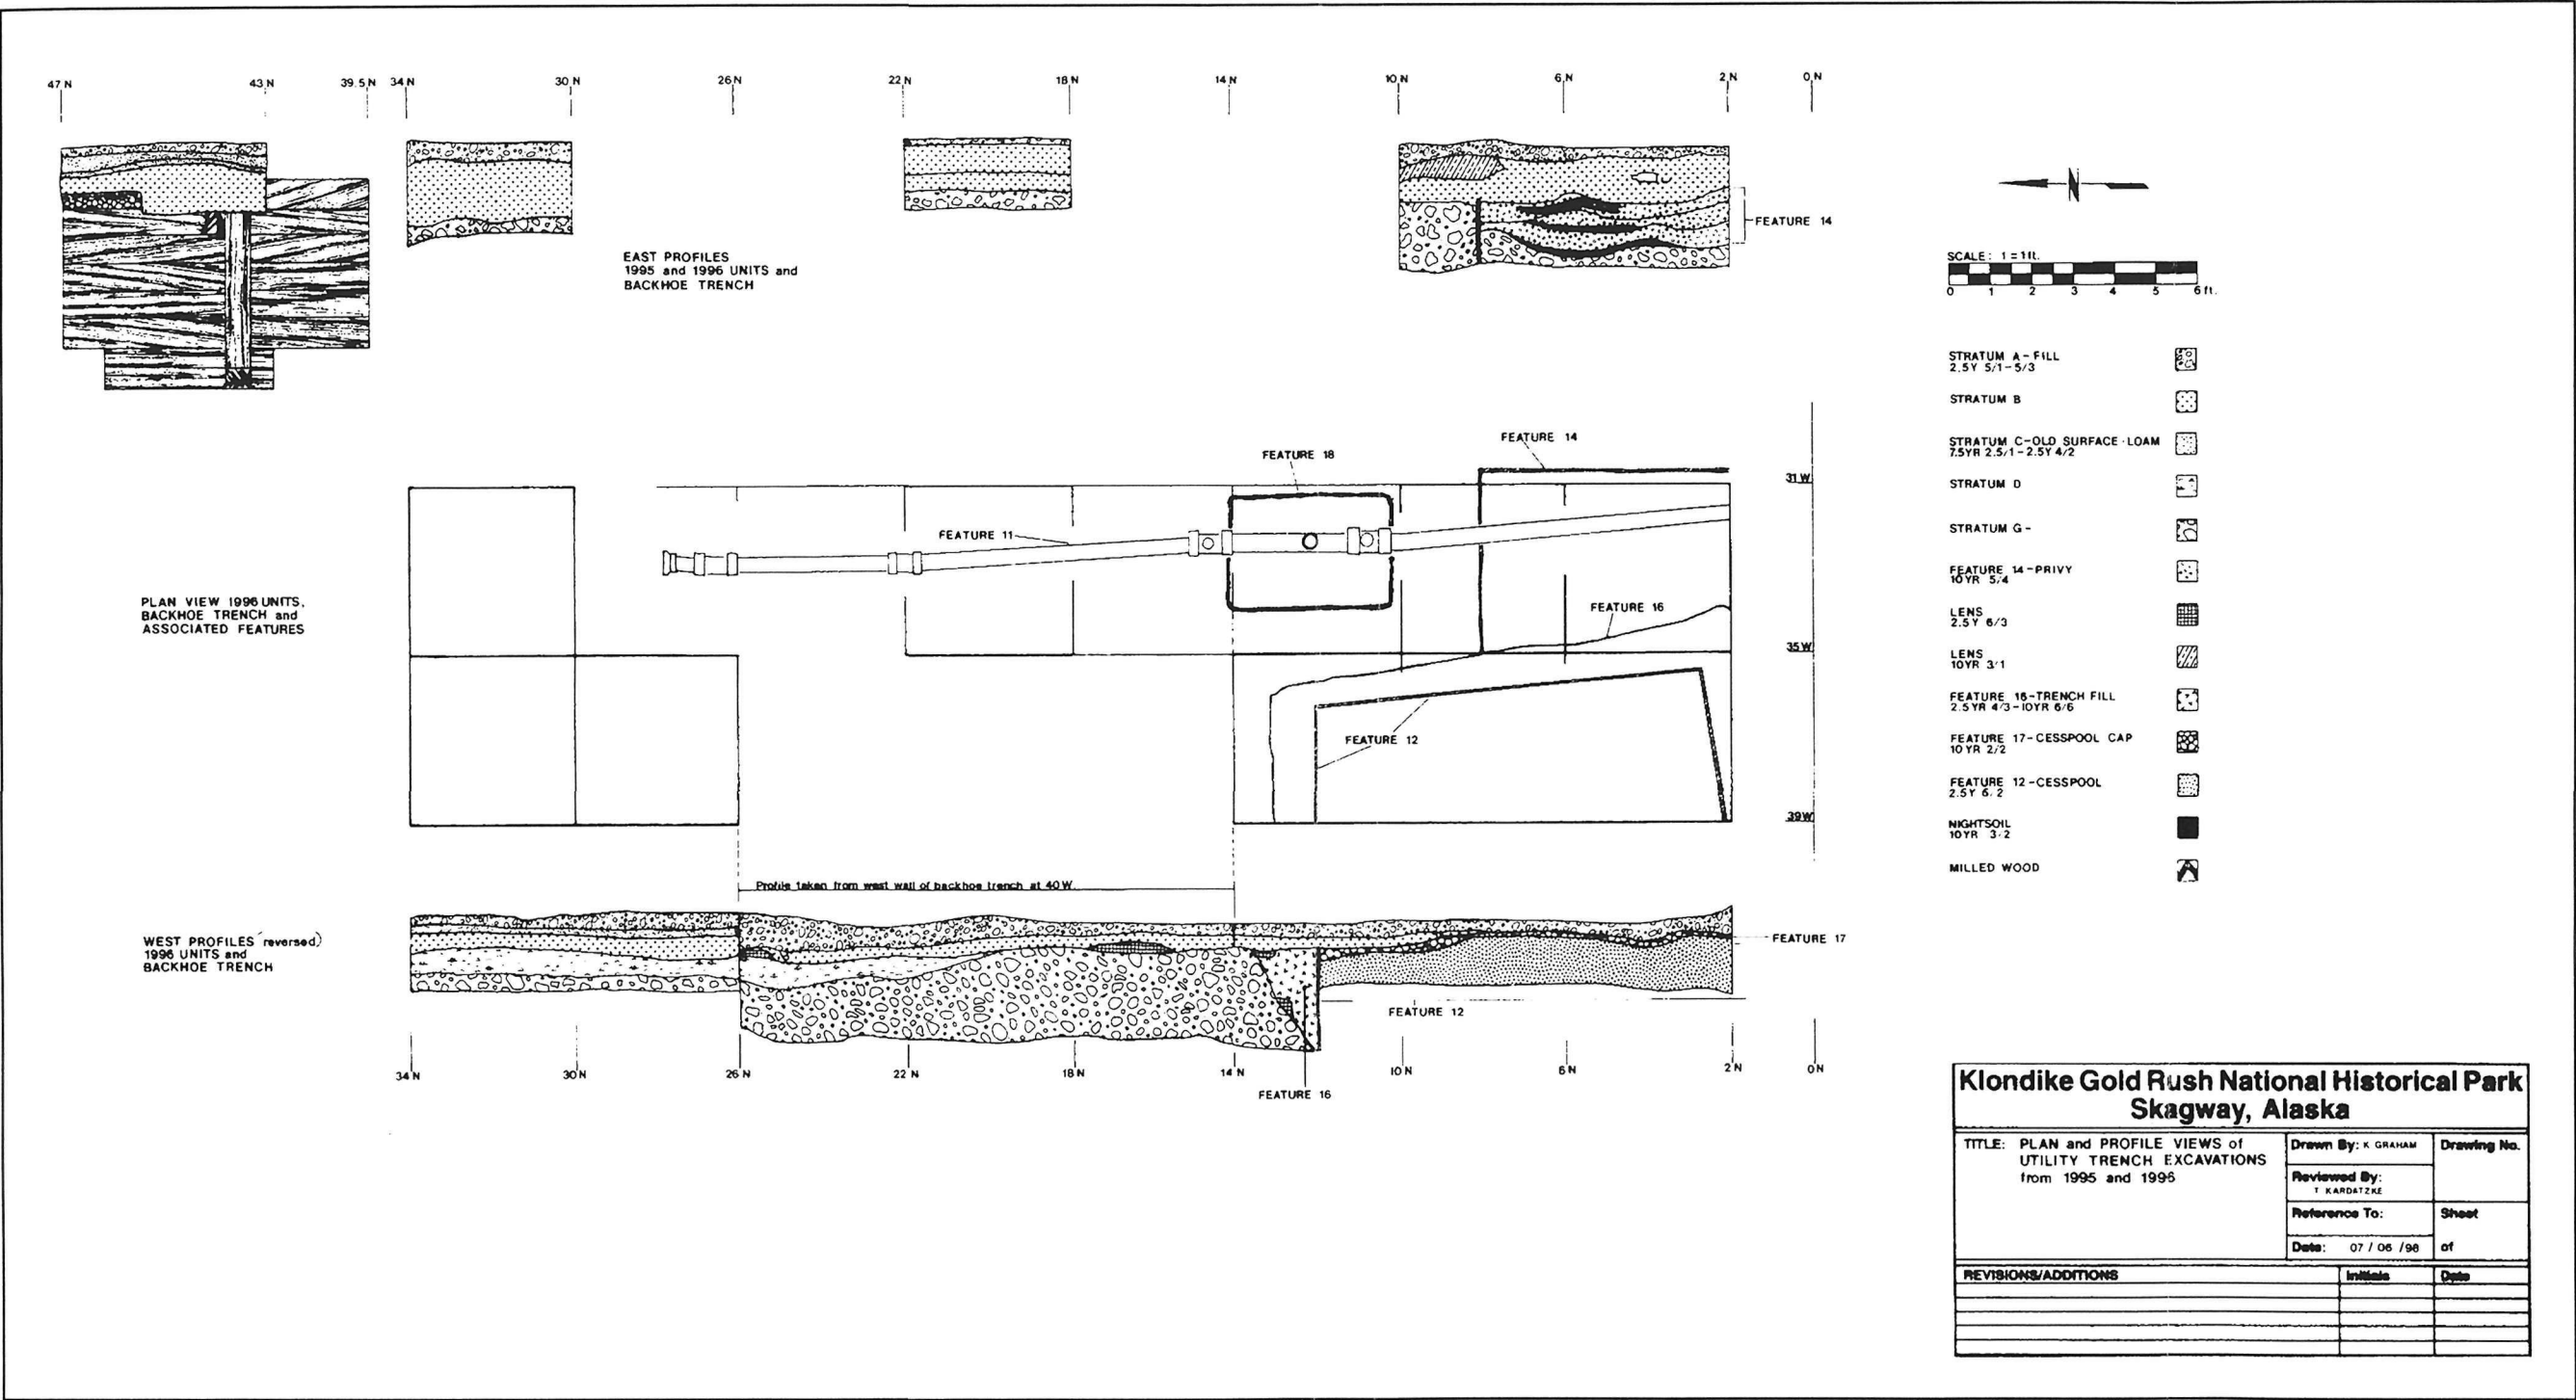 47 N 43 N 39.5 N 34 N 30 N 26 N 22 N 18 N 14 N 10 N 6 N 2 N 0 N
FEATURE 14
EAST PROFILES
1995 and 1996 UNITS and
BACKHOE TRENCH
SCALE: 1 = 1 ft.
0 1 2 3 4 5 6 ft.
STRATUM A - FILL
2.5Y 5/1 - 5/3
STRATUM B
STRATUM C - OLD SURFACE - LOAM
7.5YR 2.5/1 - 2.5Y 4/2
STRATUM D
STRATUM G -
FEATURE 14 - PRIVY
10YR 5/4
LENS
2.5Y 6/3
LENS
10YR 3/1
FEATURE 16 - TRENCH FILL
2.5YR 4/3 - 10YR 6/6
FEATURE 17 - CESSPOOL CAP
10 YR 2/2
FEATURE 12 - CESSPOOL
2.5Y 6/2
NIGHTSOIL
10YR 3/2
MILLED WOOD
FEATURE 14
FEATURE 18
31 W
FEATURE 11
PLAN VIEW 1996 UNITS,
BACKHOE TRENCH and
ASSOCIATED FEATURES
FEATURE 16
35 W
FEATURE 12
39 W
Profile taken from west wall of backhoe trench at 40 W.
WEST PROFILES (reversed)
1996 UNITS and
BACKHOE TRENCH
FEATURE 17
FEATURE 12
34 N 30 N 26 N 22 N 18 N 14 N 10 N 6 N 2 N 0 N
FEATURE 16
Klondike Gold Rush National Historical Park
Skagway, Alaska
TITLE: PLAN and PROFILE VIEWS of
UTILITY TRENCH EXCAVATIONS
from 1995 and 1996
Drawn By: K GRAHAM
Drawing No.
Reviewed By:
T KARDATZKE
Reference To:
Sheet
Date: 07 / 06 / 98
of
REVISIONS/ADDITIONS
Initials
Date